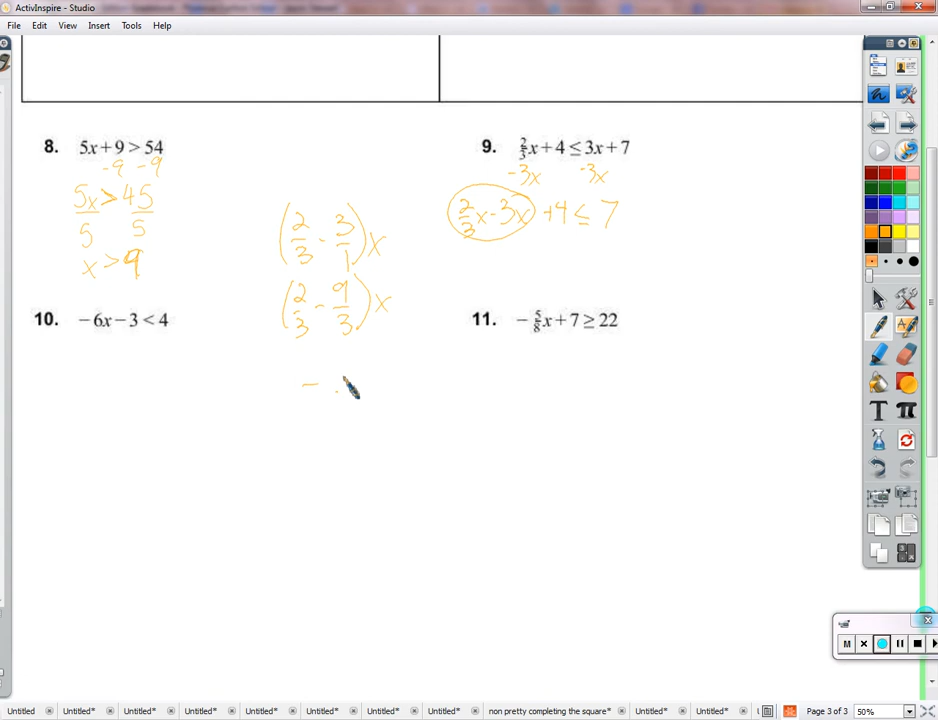 ActivInspire - Studio
File Edit View Insert Tools Help
8. 5x + 9 > 54
-9 -9
5x > 45
5 5
x > 9
9. 2/3x + 4 ≤ 3x + 7
-3x -3x
2/3x - 3x + 4 ≤ 7
(2/3 - 3/1)x
(2/3 - 9/3)x
-
10. - 6x - 3 < 4
11. - 5/8x + 7 ≥ 22
M
Untitled Untitled* Untitled* Untitled* Untitled* Untitled* Untitled* Untitled* non pretty completing the square* Untitled* Untitled* Page 3 of 3 50%